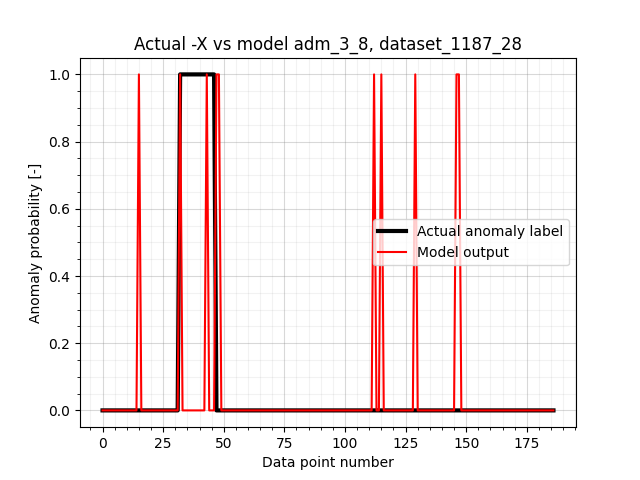 Actual -X vs model adm_3_8, dataset_1187_28
1.0
0.8
0.6
0.4
0.2
0.0
Anomaly probability [-]
Actual anomaly label
Model output
0 25 50 75 100 125 150 175
Data point number